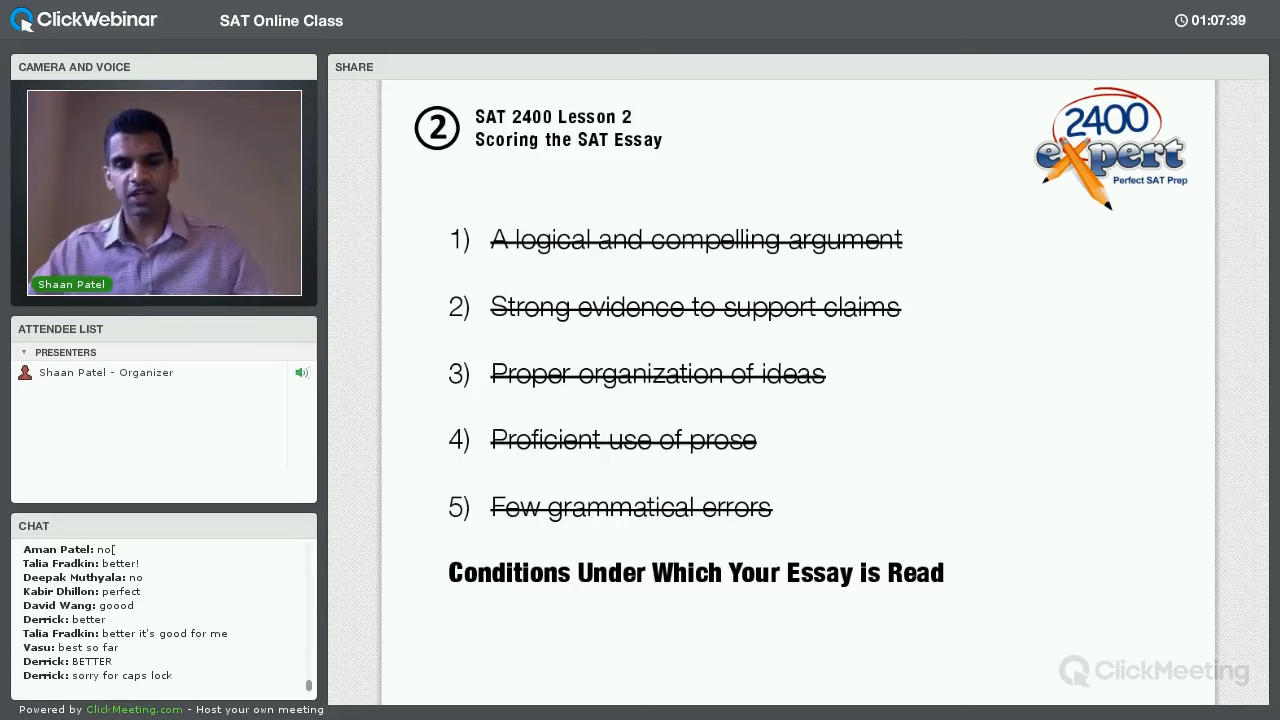 ClickWebinar
SAT Online Class
01:07:39
CAMERA AND VOICE
Shaan Patel
ATTENDEE LIST
PRESENTERS
Shaan Patel - Organizer
CHAT
Aman Patel: no[
Talia Fradkin: better!
Deepak Muthyala: no
Kabir Dhillon: perfect
David Wang: goood
Derrick: better
Talia Fradkin: better it's good for me
Vasu: best so far
Derrick: BETTER
Derrick: sorry for caps lock
Powered by ClickMeeting.com - Host your own meeting
SHARE
2
SAT 2400 Lesson 2
Scoring the SAT Essay
2400
expert
Perfect SAT Prep
1) A logical and compelling argument
2) Strong evidence to support claims
3) Proper organization of ideas
4) Proficient use of prose
5) Few grammatical errors
Conditions Under Which Your Essay is Read
ClickMeeting